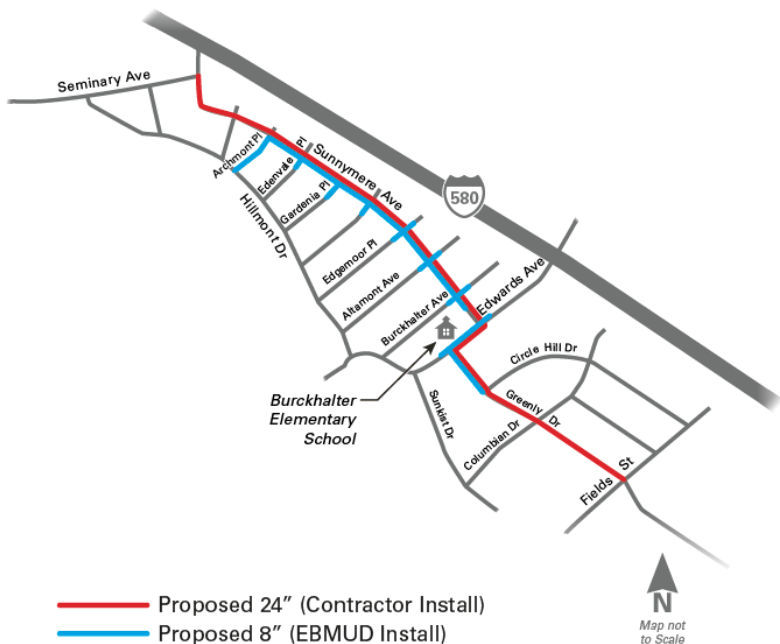 Seminary Ave
Archmont Pl
Edenvale Pl
Sunnymere Ave
Gardenia Pl
580
Hillmont Dr
Edgemoor Pl
Altamont Ave
Edwards Ave
Burckhalter Ave
Circle Hill Dr
Burckhalter
Elementary
School
Sunkist Dr
Greenly Dr
Columbian Dr
Fields St
N
Map not
to Scale
Proposed 24” (Contractor Install)
Proposed 8” (EBMUD Install)